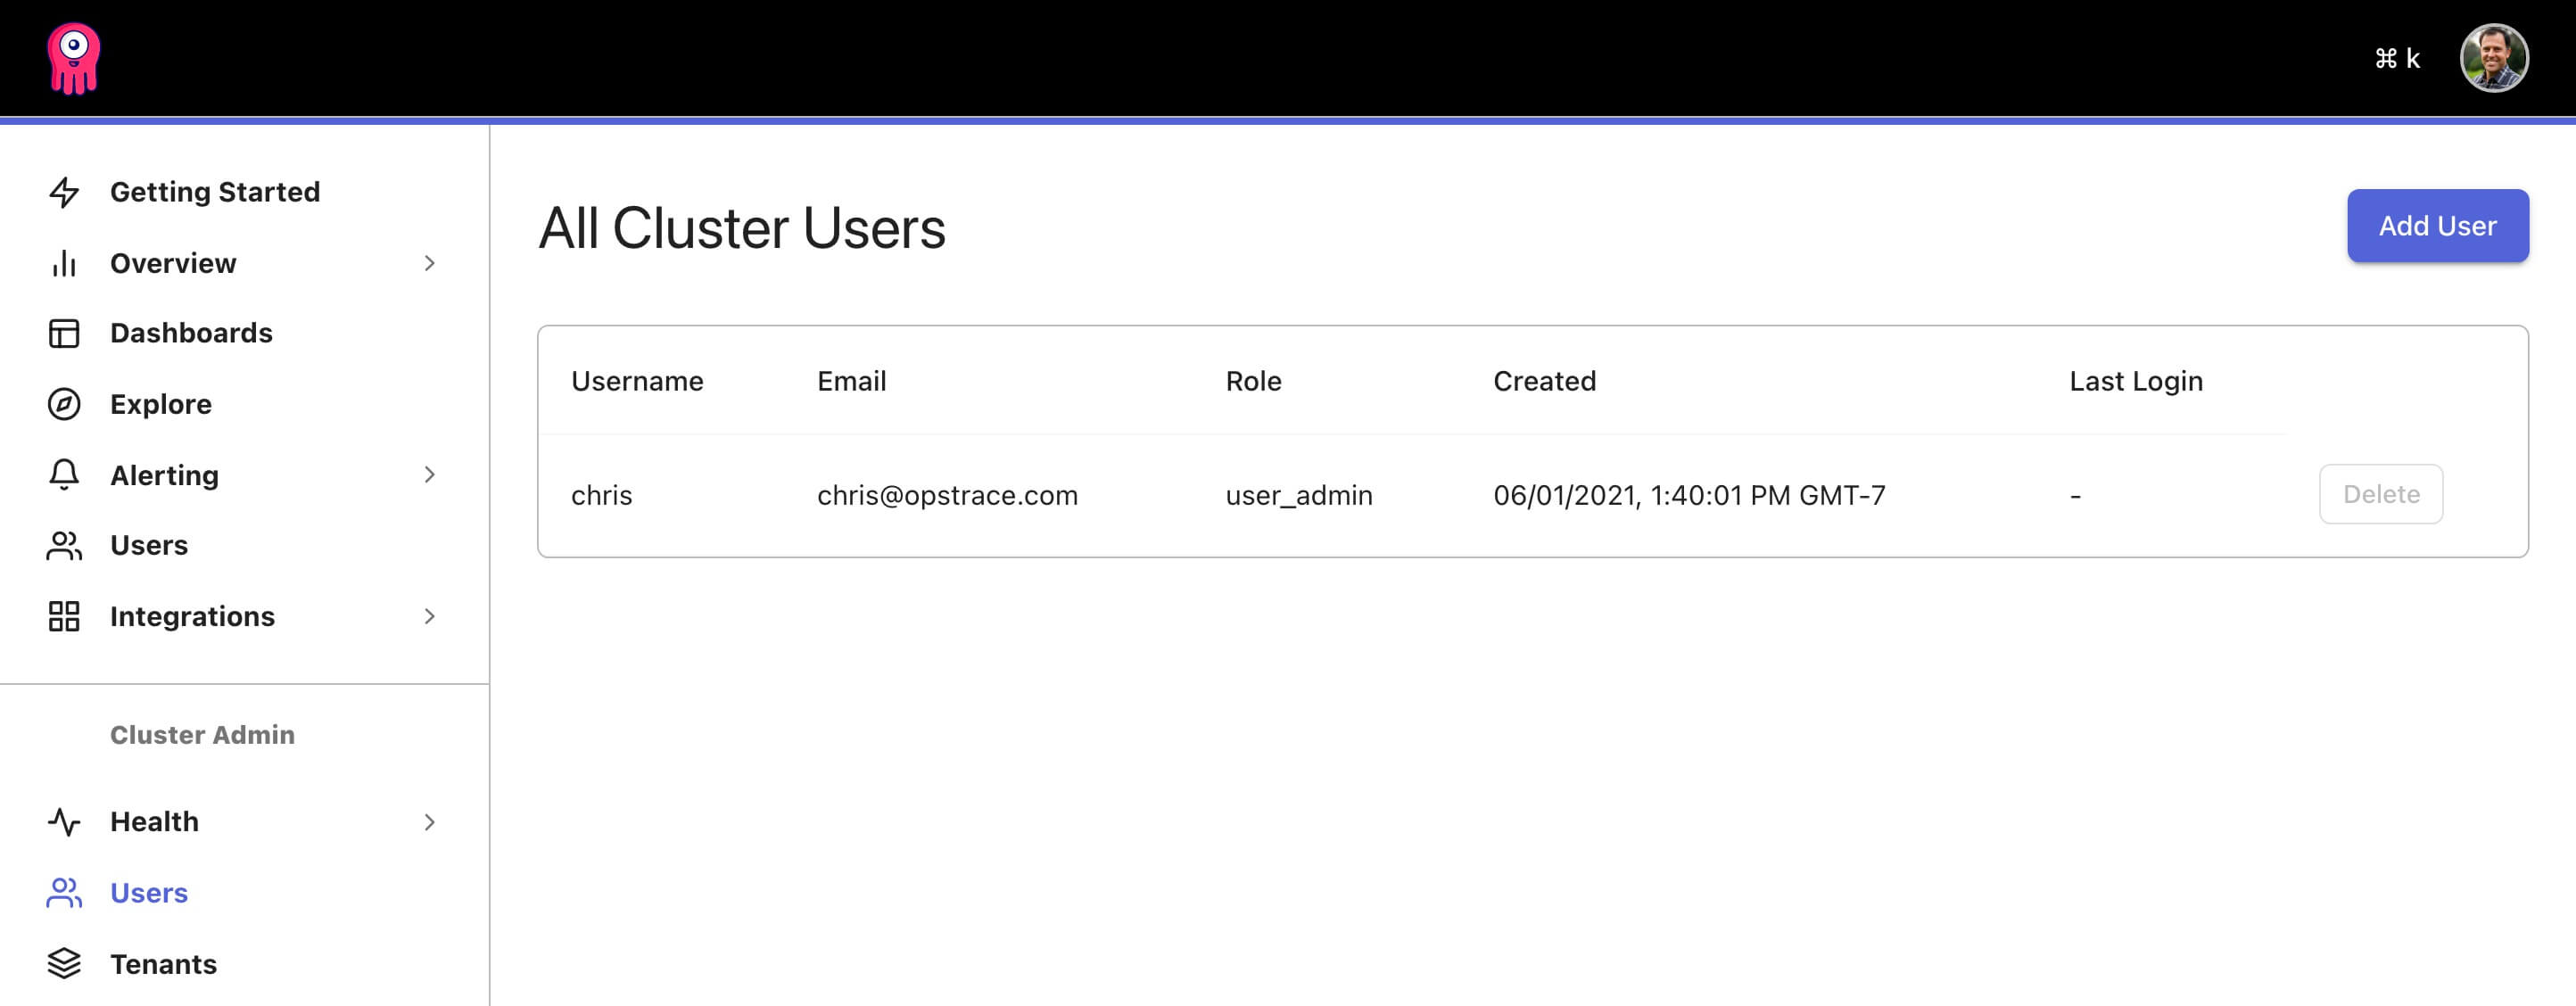 ⌘ k
Getting Started
Overview
Dashboards
Explore
Alerting
Users
Integrations
Cluster Admin
Health
Users
Tenants
All Cluster Users
Add User
Username Email Role Created Last Login
chris chris@opstrace.com user_admin 06/01/2021, 1:40:01 PM GMT-7 - Delete